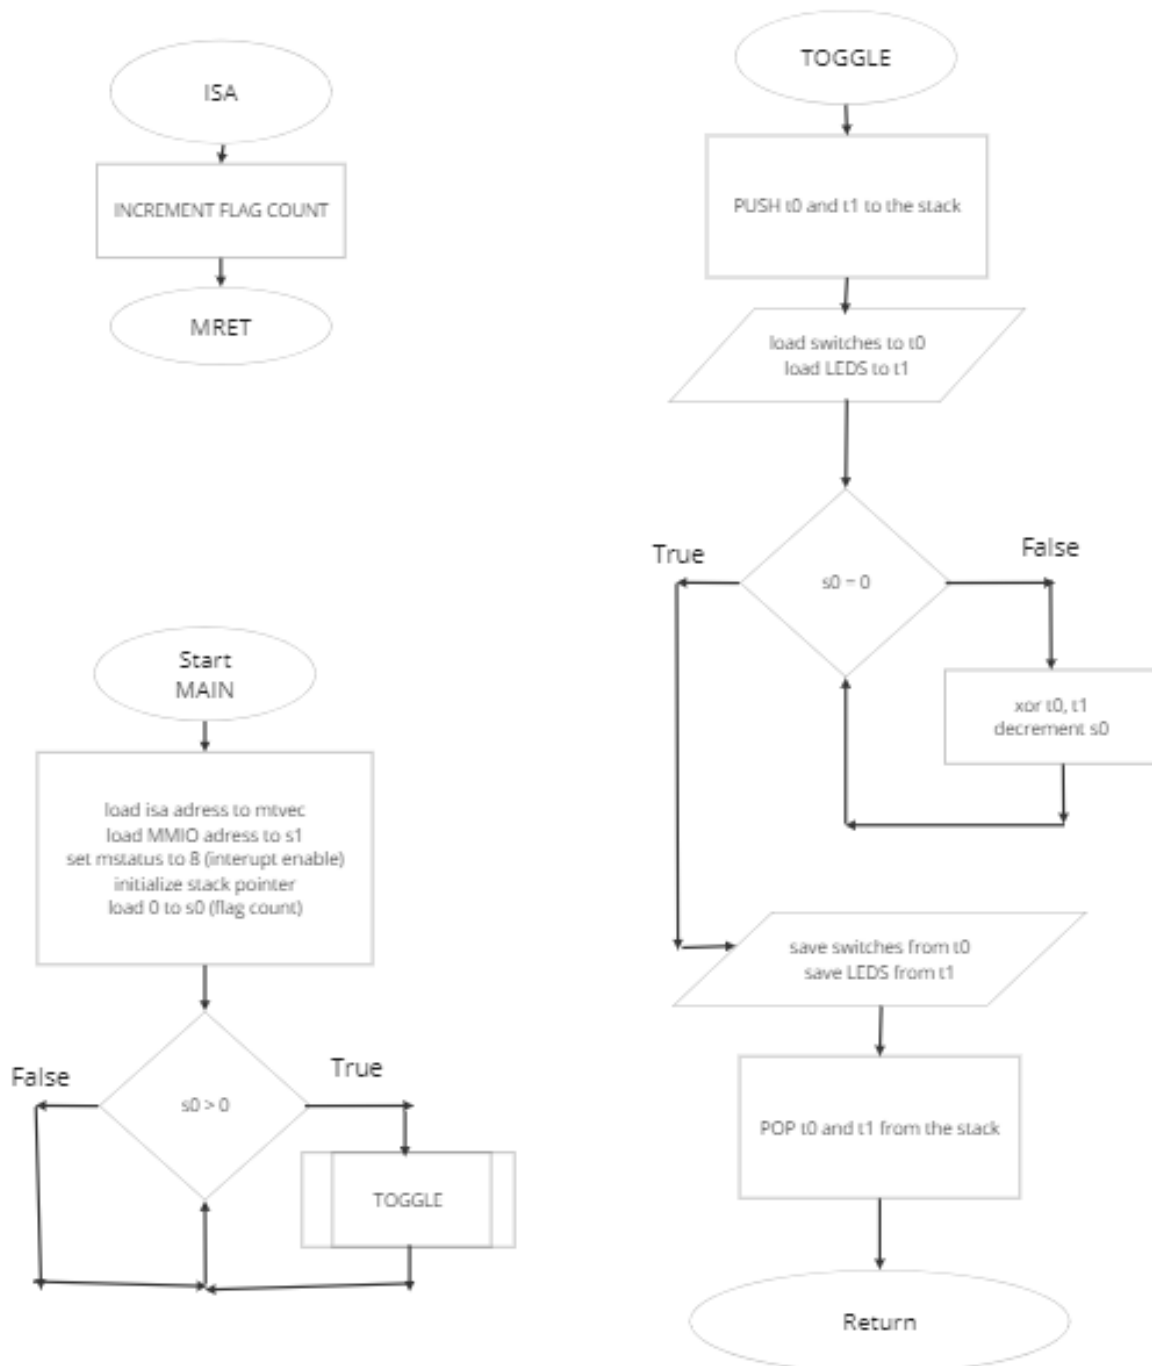 ISA
INCREMENT FLAG COUNT
MRET
Start
MAIN
load isa adress to mtvec
load MMIO adress to s1
set mstatus to 8 (interupt enable)
initialize stack pointer
load 0 to s0 (flag count)
False
True
s0 > 0
TOGGLE
TOGGLE
PUSH t0 and t1 to the stack
load switches to t0
load LEDS to t1
True
False
s0 = 0
xor t0, t1
decrement s0
save switches from t0
save LEDS from t1
POP t0 and t1 from the stack
Return